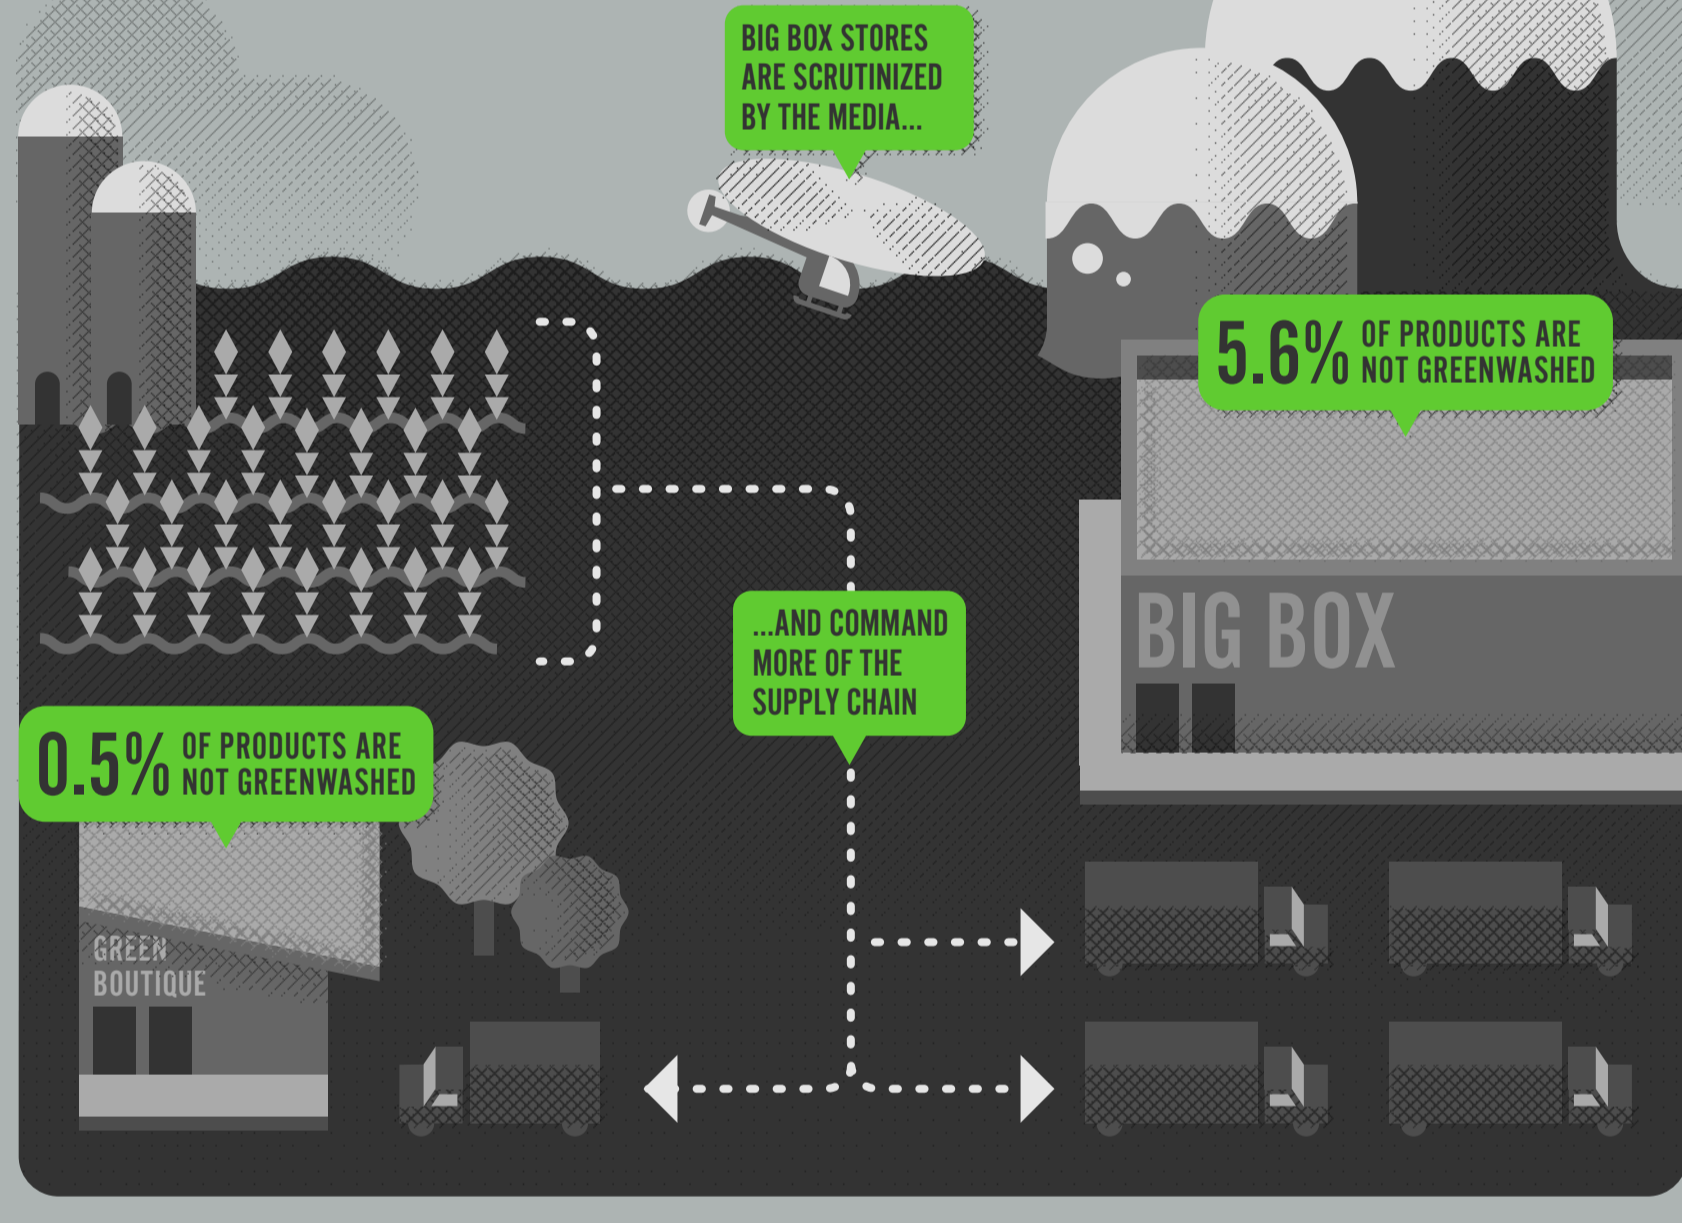 BIG BOX STORES
ARE SCRUTINIZED
BY THE MEDIA...
5.6% OF PRODUCTS ARE
NOT GREENWASHED
...AND COMMAND
MORE OF THE
SUPPLY CHAIN
BIG BOX
0.5% OF PRODUCTS ARE
NOT GREENWASHED
GREEN
BOUTIQUE